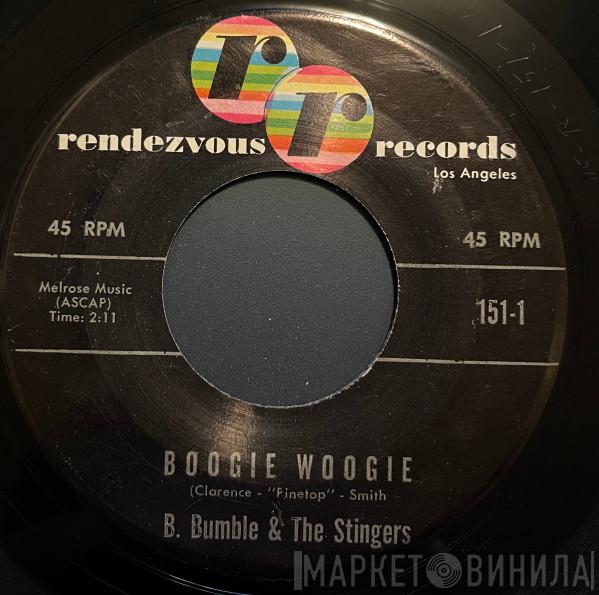 r
r
rendezvous records
Los Angeles
45 RPM
45 RPM
Melrose Music
(ASCAP)
Time: 2:11
151-1
BOOGIE WOOGIE
(Clarence - "Pinetop" - Smith
B. Bumble & The Stingers
МАРКЕТ ВИНИЛА